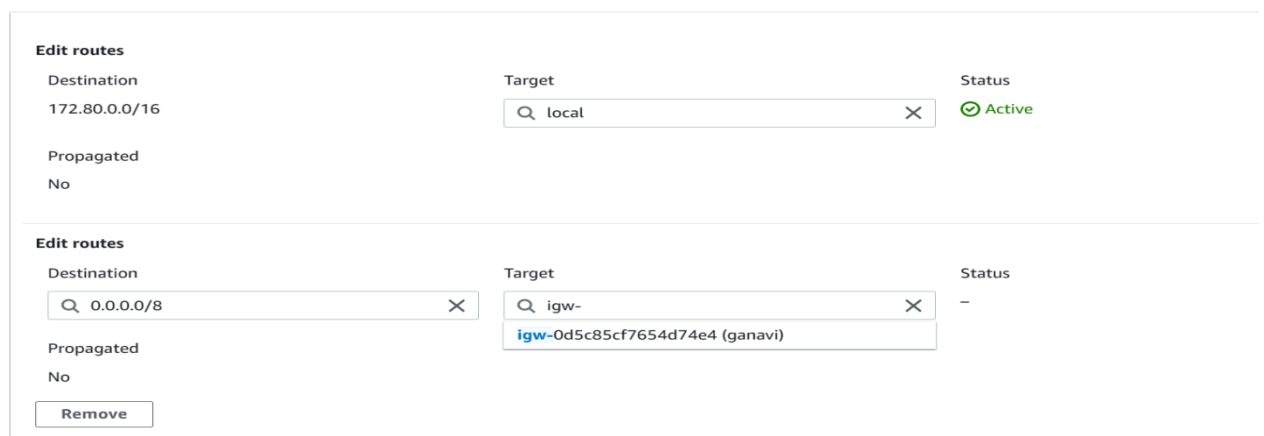 Edit routes
Destination Target Status
172.80.0.0/16 local Active
Propagated
No
Edit routes
Destination Target Status
0.0.0.0/8 igw- –
igw-0d5c85cf7654d74e4 (ganavi)
Propagated
No
Remove